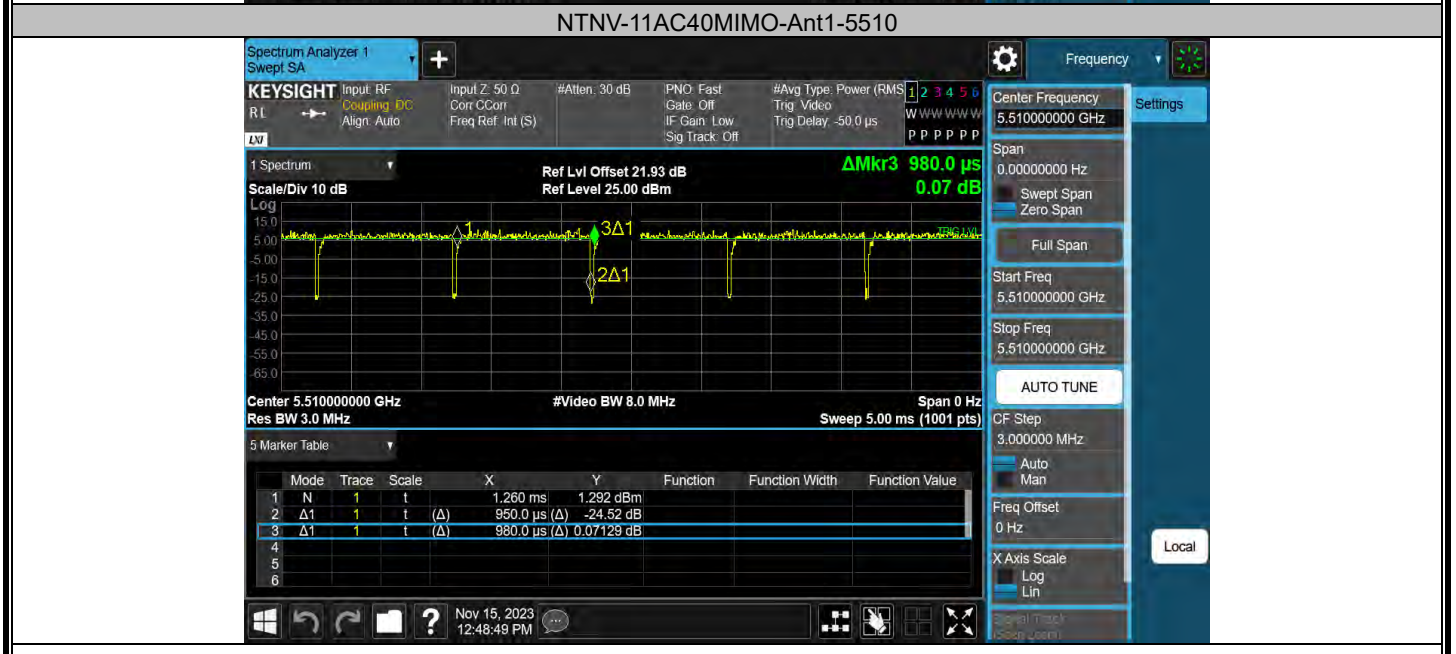 NTNV-11AC40MIMO-Ant1-5510
Spectrum Analyzer 1
Swept SA
Frequency
KEYSIGHT
RL
LXI
Input: RF
Coupling: DC
Align: Auto
Input Z: 50 Ω
Corr CCorr
Freq Ref: Int (S)
#Atten: 30 dB
PNO: Fast
Gate: Off
IF Gain: Low
Sig Track: Off
#Avg Type: Power (RMS
Trig: Video
Trig Delay: -50.0 µs
1 2 3 4 5 6
W W W W W W
P P P P P P
1 Spectrum
Scale/Div 10 dB
Log
Ref Lvl Offset 21.93 dB
Ref Level 25.00 dBm
ΔMkr3 980.0 µs
0.07 dB
15.0
5.00
-5.00
-15.0
-25.0
-35.0
-45.0
-55.0
-65.0
1
3Δ1
2Δ1
TRIG LVL
Center 5.510000000 GHz
Res BW 3.0 MHz
#Video BW 8.0 MHz
Span 0 Hz
Sweep 5.00 ms (1001 pts)
5 Marker Table
Mode Trace Scale X Y Function Function Width Function Value
1 N 1 t 1.260 ms 1.292 dBm
2 Δ1 1 t (Δ) 950.0 µs (Δ) -24.52 dB
3 Δ1 1 t (Δ) 980.0 µs (Δ) 0.07129 dB
4
5
6
?
Nov 15, 2023
12:48:49 PM
Center Frequency
5.510000000 GHz
Span
0.00000000 Hz
Swept Span
Zero Span
Full Span
Start Freq
5.510000000 GHz
Stop Freq
5.510000000 GHz
AUTO TUNE
CF Step
3.000000 MHz
Auto
Man
Freq Offset
0 Hz
X Axis Scale
Log
Lin
Signal Track
(Span Zoom)
Settings
Local